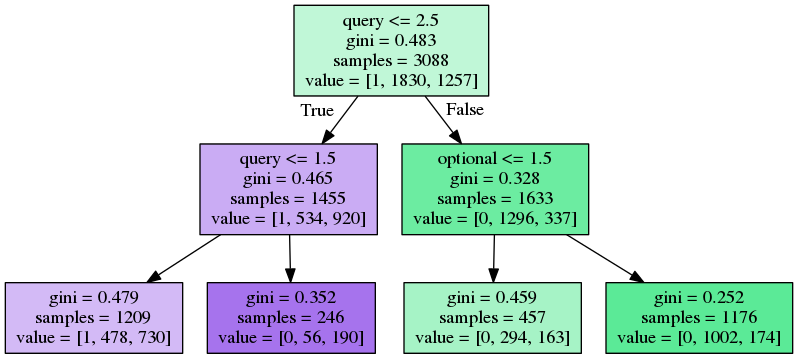 query <= 2.5
gini = 0.483
samples = 3088
value = [1, 1830, 1257]
True
False
query <= 1.5
gini = 0.465
samples = 1455
value = [1, 534, 920]
optional <= 1.5
gini = 0.328
samples = 1633
value = [0, 1296, 337]
gini = 0.479
samples = 1209
value = [1, 478, 730]
gini = 0.352
samples = 246
value = [0, 56, 190]
gini = 0.459
samples = 457
value = [0, 294, 163]
gini = 0.252
samples = 1176
value = [0, 1002, 174]